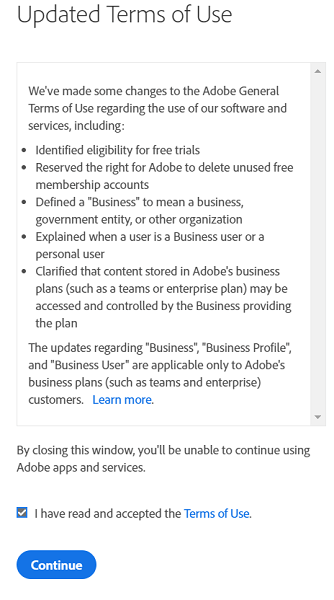 Updated Terms of Use
We've made some changes to the Adobe General
Terms of Use regarding the use of our software and
services, including:
• Identified eligibility for free trials
• Reserved the right for Adobe to delete unused free
membership accounts
• Defined a "Business" to mean a business,
government entity, or other organization
• Explained when a user is a Business user or a
personal user
• Clarified that content stored in Adobe's business
plans (such as a teams or enterprise plan) may be
accessed and controlled by the Business providing
the plan
The updates regarding "Business", "Business Profile",
and "Business User" are applicable only to Adobe's
business plans (such as teams and enterprise)
customers. Learn more.
By closing this window, you'll be unable to continue using
Adobe apps and services.
I have read and accepted the Terms of Use.
Continue